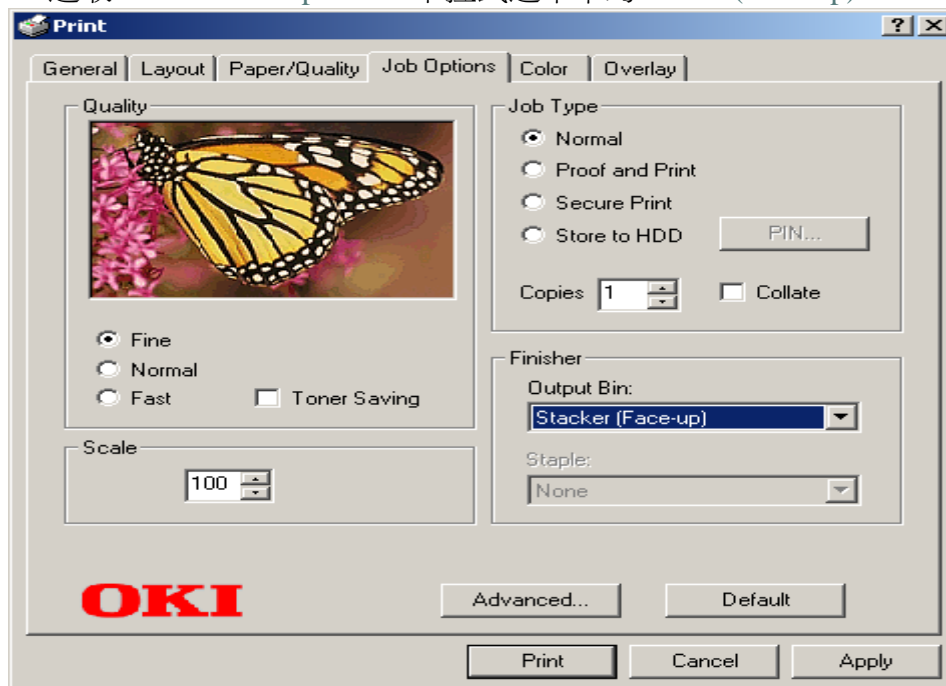 Print
General Layout Paper/Quality Job Options Color Overlay
Quality
Fine
Normal
Fast
Toner Saving
Scale
100
Job Type
Normal
Proof and Print
Secure Print
Store to HDD
PIN...
Copies 1
Collate
Finisher
Output Bin:
Stacker (Face-up)
Staple:
None
OKI
Advanced...
Default
Print
Cancel
Apply